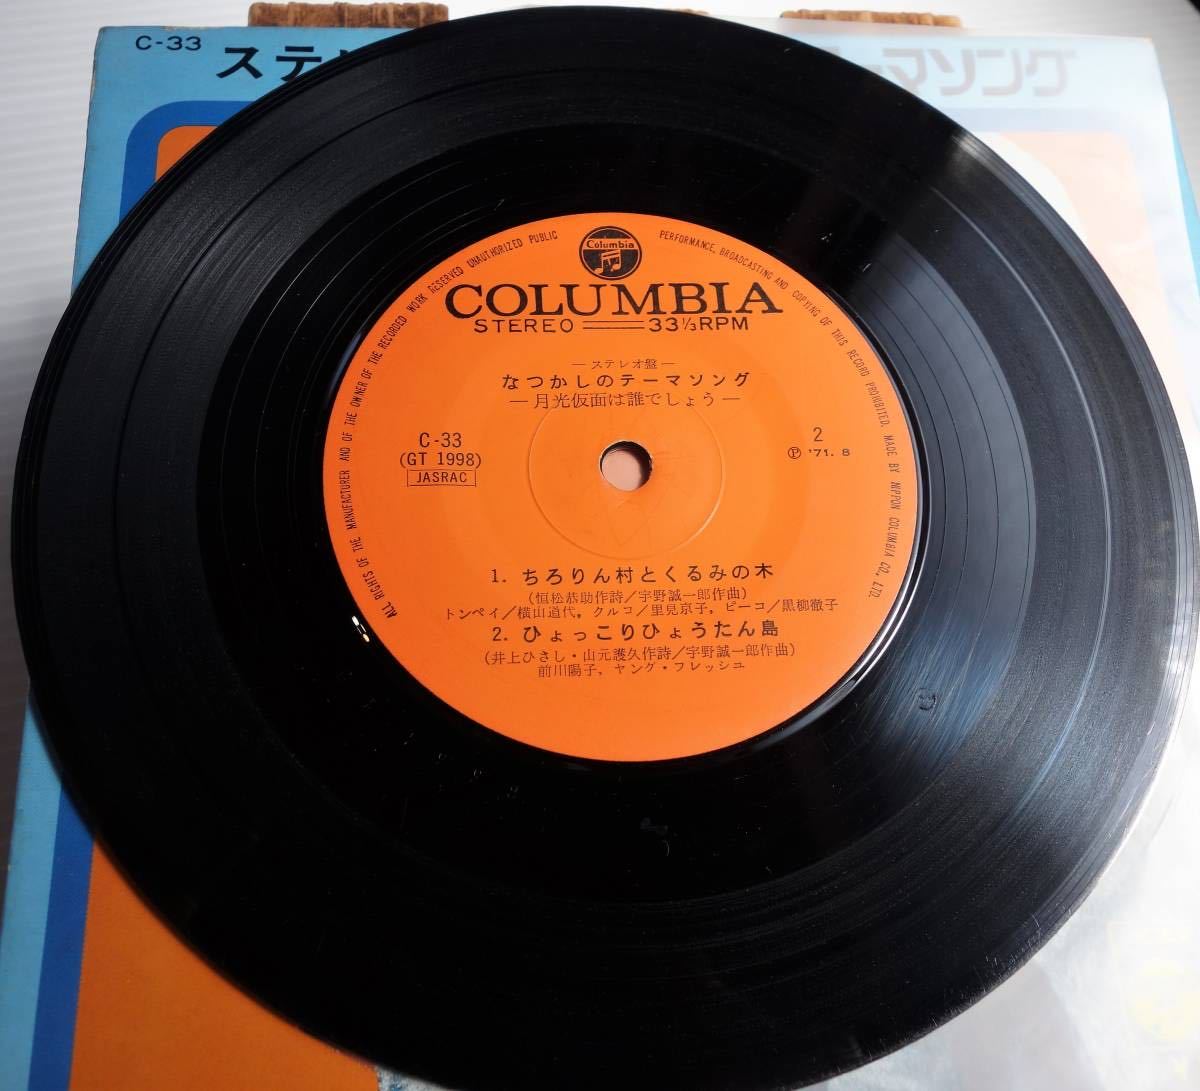 C-33
ステ
ーマソング
Columbia
COLUMBIA
STEREO 33⅓RPM
ALL RIGHTS OF THE MANUFACTURER AND OF THE OWNER OF THE RECORDED WORK RESERVED UNAUTHORIZED PUBLIC PERFORMANCE, BROADCASTING AND COPYING OF THIS RECORD PROHIBITED. MADE BY NIPPON COLUMBIA CO., LTD.
―ステレオ盤―
なつかしのテーマソング
―月光仮面は誰でしょう―
C-33
(GT 1998)
JASRAC
2
Ⓟ '71. 8
1. ちろりん村とくるみの木
(恒松恭助作詩/宇野誠一郎作曲)
トンペイ/横山道代, クルコ/里見京子, ピーコ/黒柳徹子
2. ひょっこりひょうたん島
(井上ひさし・山元護久作詩/宇野誠一郎作曲)
前川陽子, ヤング・フレッシュ